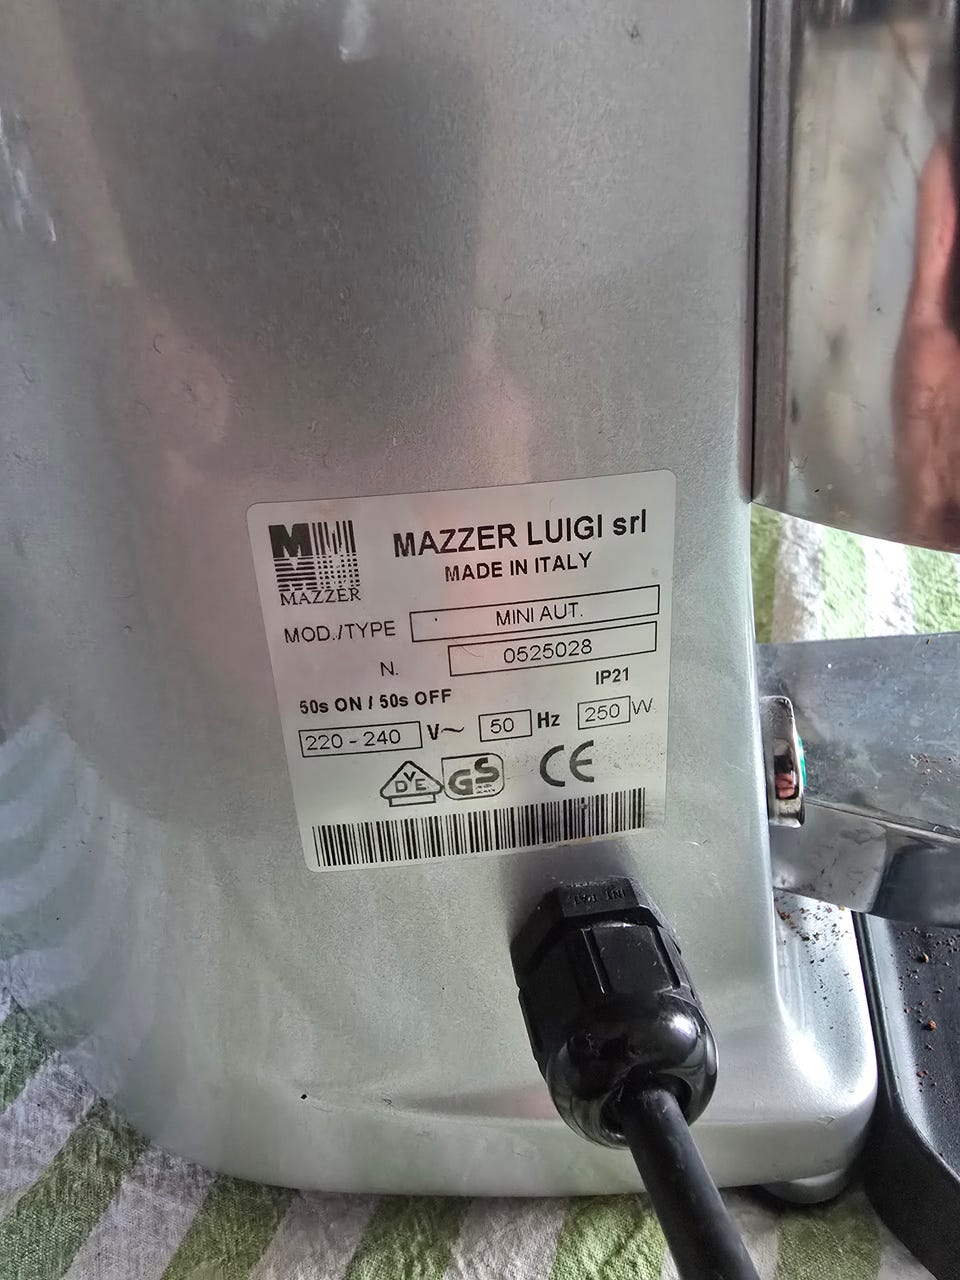 MAZZER
MAZZER LUIGI srl
MADE IN ITALY
MOD./TYPE MINI AUT.
N. 0525028
50s ON / 50s OFF IP21
220 - 240 V~ 50 Hz 250 W
DVE GS CE